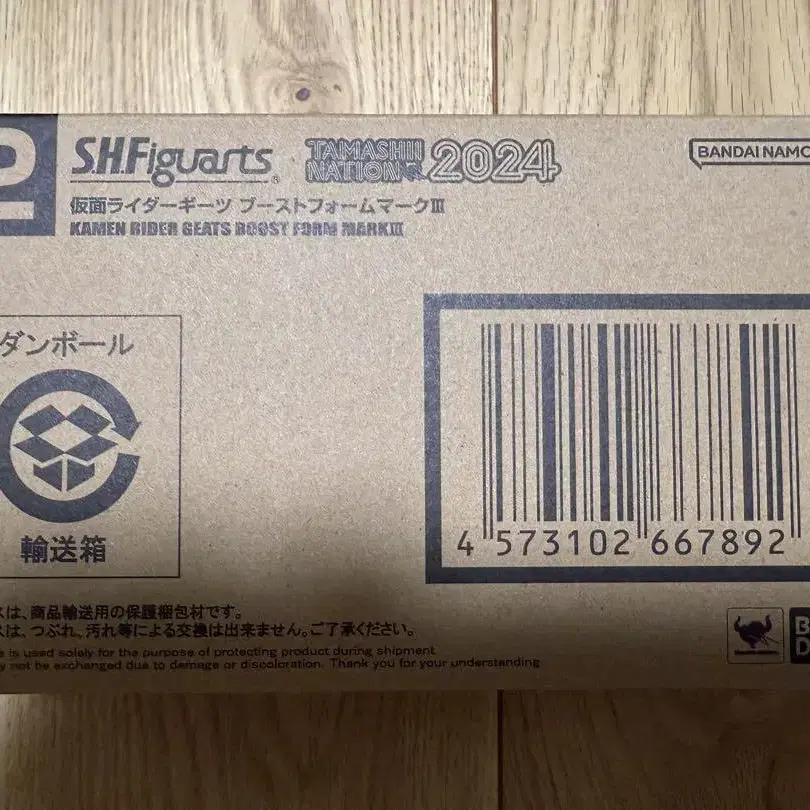 S.H.Figuarts
TAMASHII NATION 2024
BANDAI NAMCO
仮面ライダーギーツ ブーストフォームマークⅢ
KAMEN RIDER GEATS BOOST FORM MARKⅢ
ダンボール
輸送箱
4 573102 667892
は、商品輸送用の保護梱包材です。
は、つぶれ、汚れ等による交換は出来ません。ご了承ください。
is used solely for the purpose of protecting product during shipment.
not be exchanged due to damage or discoloration. Thank you for your understanding